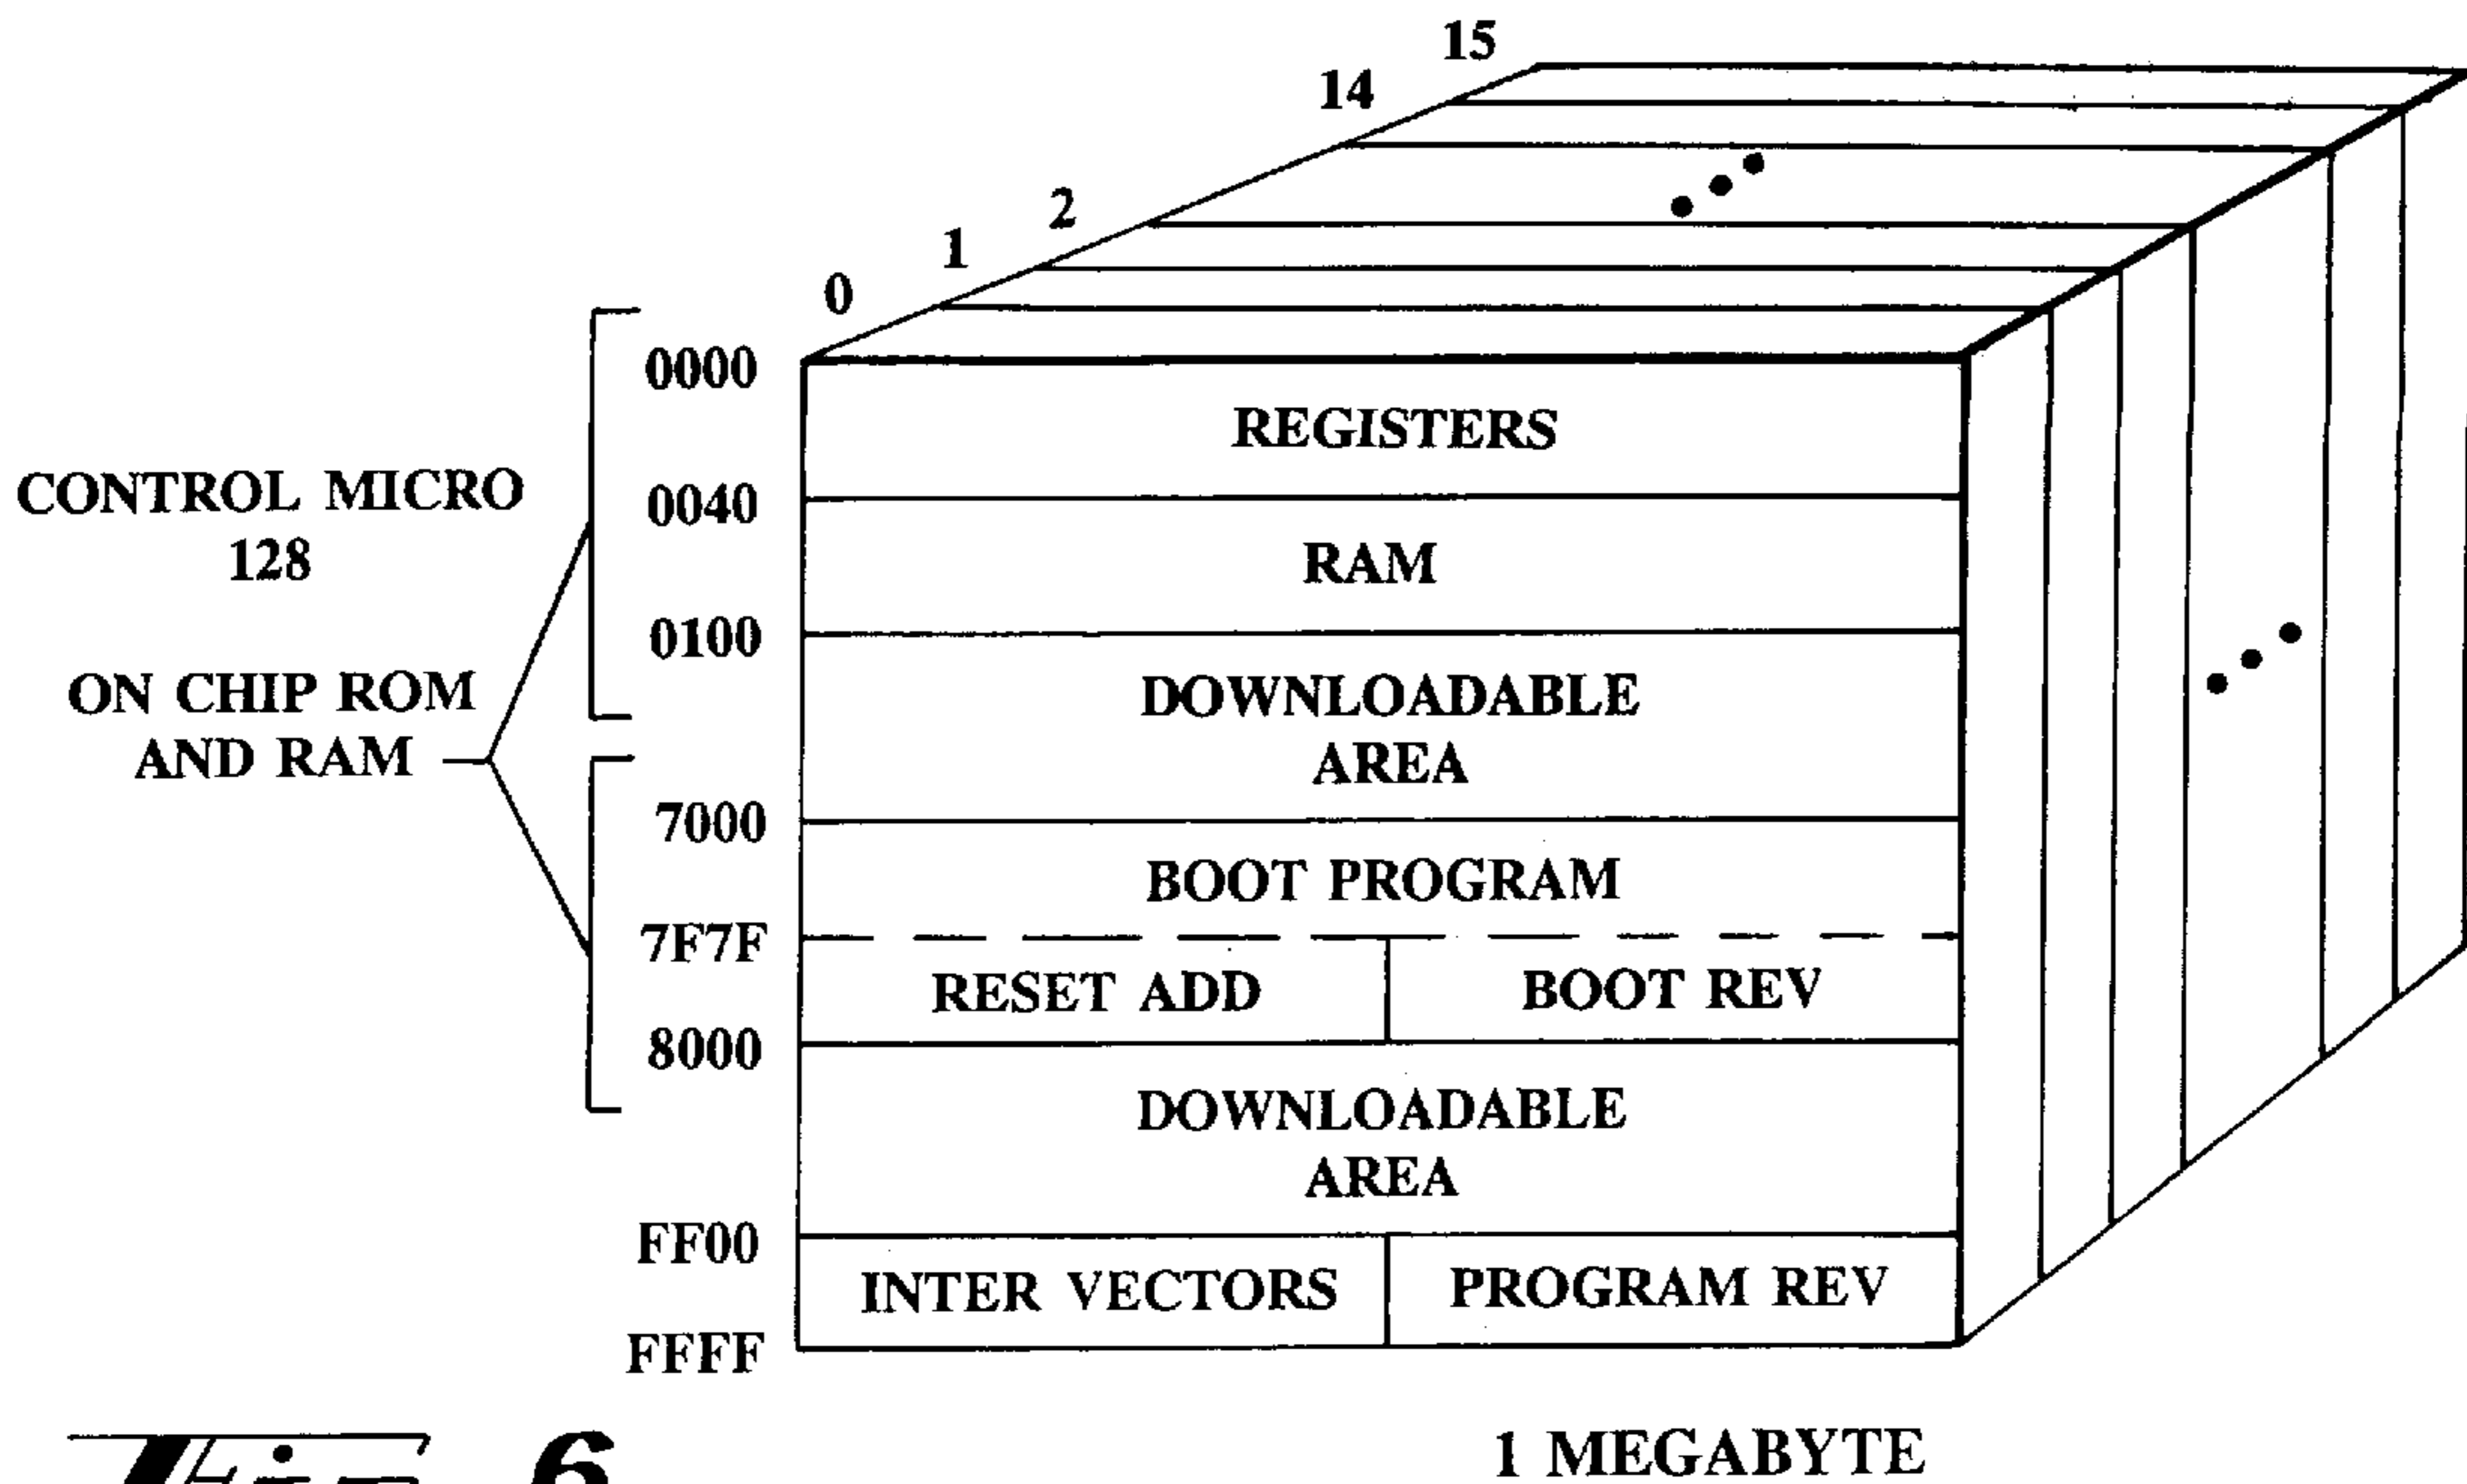 15
14
2
1
0
0000
REGISTERS
CONTROL MICRO
128
0040
RAM
0100
ON CHIP ROM
AND RAM
DOWNLOADABLE
AREA
7000
BOOT PROGRAM
7F7F
RESET ADD BOOT REV
8000
DOWNLOADABLE
AREA
FF00
INTER VECTORS PROGRAM REV
FFFF
1 MEGABYTE
Fig. 6